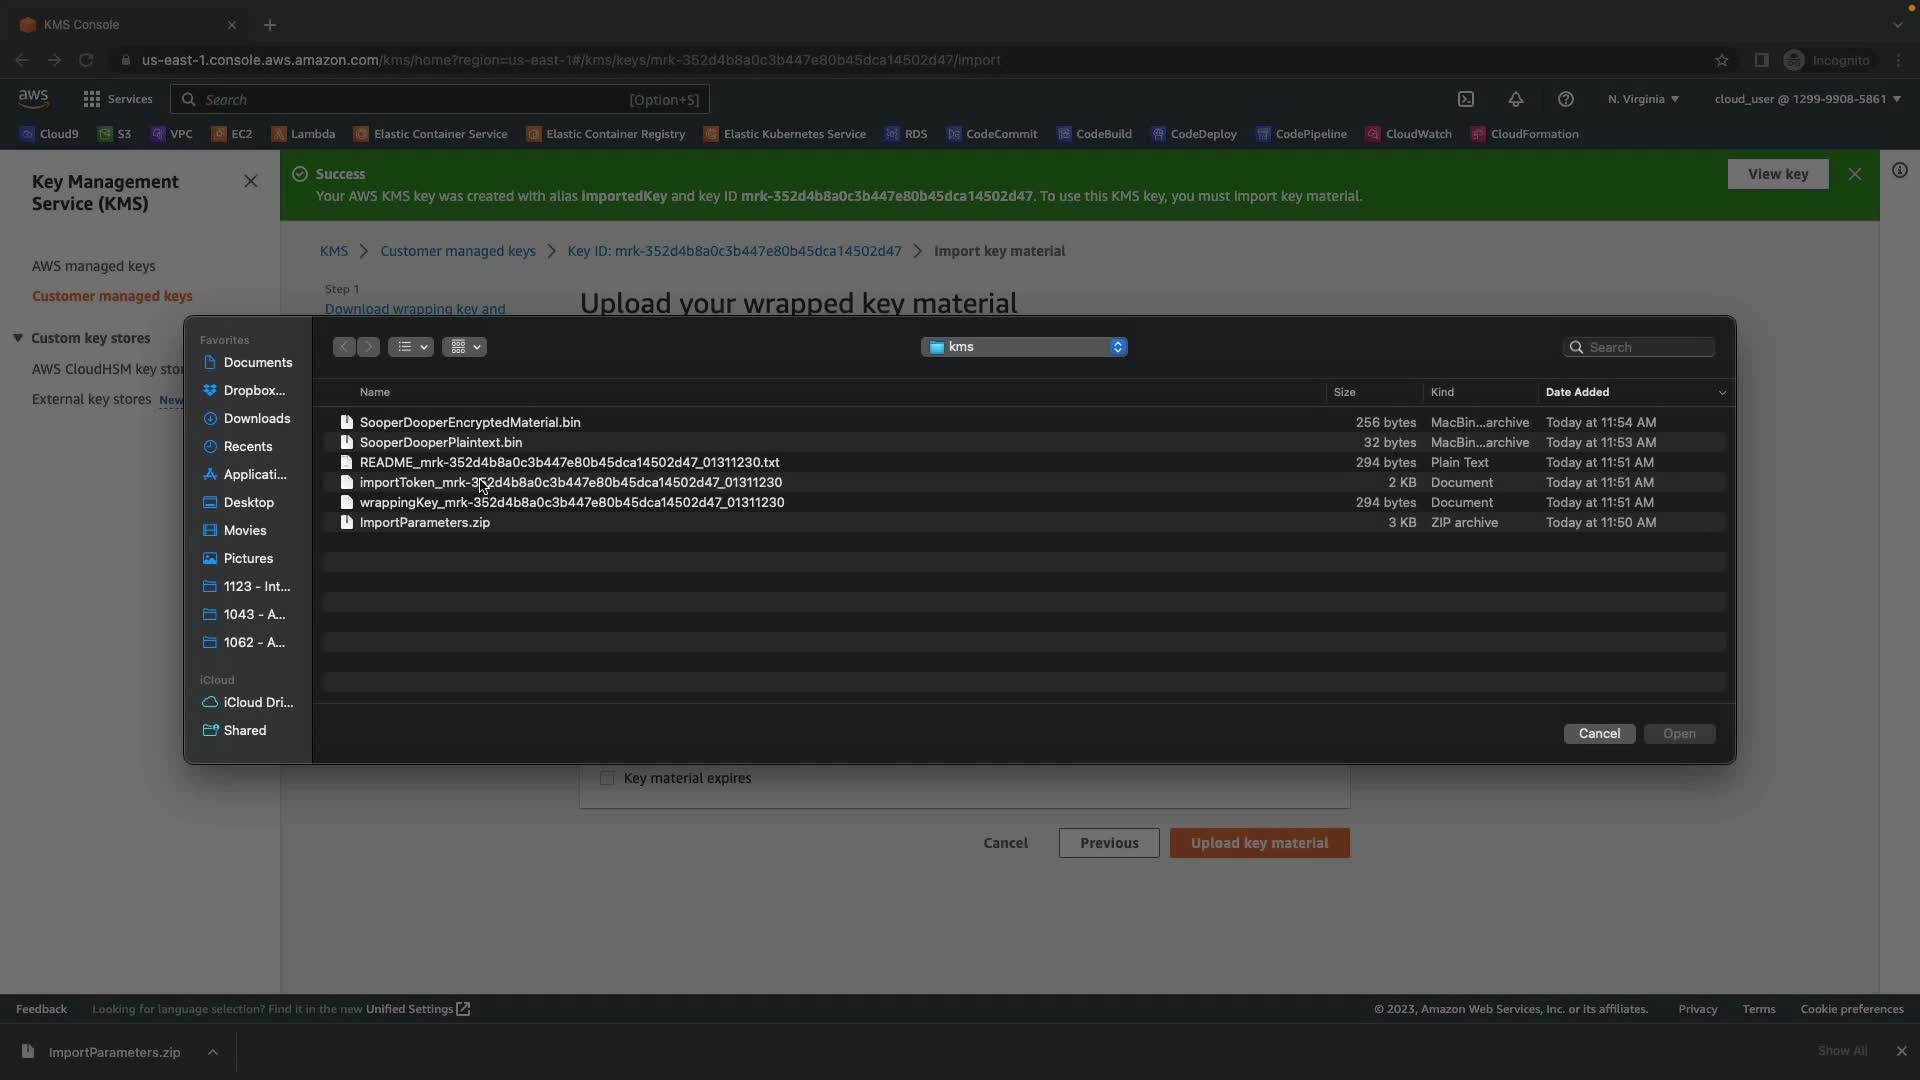 KMS Console
us-east-1.console.aws.amazon.com/kms/home?region=us-east-1#/kms/keys/mrk-352d4b8a0c3b447e80b45dca14502d47/import
Incognito
aws
Services
Search
[Option+S]
N. Virginia
cloud_user @ 1299-9908-5861
Cloud9
S3
VPC
EC2
Lambda
Elastic Container Service
Elastic Container Registry
Elastic Kubernetes Service
RDS
CodeCommit
CodeBuild
CodeDeploy
CodePipeline
CloudWatch
CloudFormation
Key Management
Service (KMS)
AWS managed keys
Customer managed keys
Custom key stores
AWS CloudHSM key stor
External key stores New
Success
Your AWS KMS key was created with alias importedKey and key ID mrk-352d4b8a0c3b447e80b45dca14502d47. To use this KMS key, you must import key material.
View key
KMS
Customer managed keys
Key ID: mrk-352d4b8a0c3b447e80b45dca14502d47
Import key material
Step 1
Download wrapping key and
Upload your wrapped key material
Favorites
Documents
Dropbox...
Downloads
Recents
Applicati...
Desktop
Movies
Pictures
1123 - Int...
1043 - A...
1062 - A...
iCloud
iCloud Dri...
Shared
kms
Search
Name Size Kind Date Added
SooperDooperEncryptedMaterial.bin 256 bytes MacBin...archive Today at 11:54 AM
SooperDooperPlaintext.bin 32 bytes MacBin...archive Today at 11:53 AM
README_mrk-352d4b8a0c3b447e80b45dca14502d47_01311230.txt 294 bytes Plain Text Today at 11:51 AM
importToken_mrk-352d4b8a0c3b447e80b45dca14502d47_01311230 2 KB Document Today at 11:51 AM
wrappingKey_mrk-352d4b8a0c3b447e80b45dca14502d47_01311230 294 bytes Document Today at 11:51 AM
ImportParameters.zip 3 KB ZIP archive Today at 11:50 AM
Cancel
Open
Key material expires
Cancel
Previous
Upload key material
Feedback
Looking for language selection? Find it in the new Unified Settings
© 2023, Amazon Web Services, Inc. or its affiliates.
Privacy
Terms
Cookie preferences
ImportParameters.zip
Show All